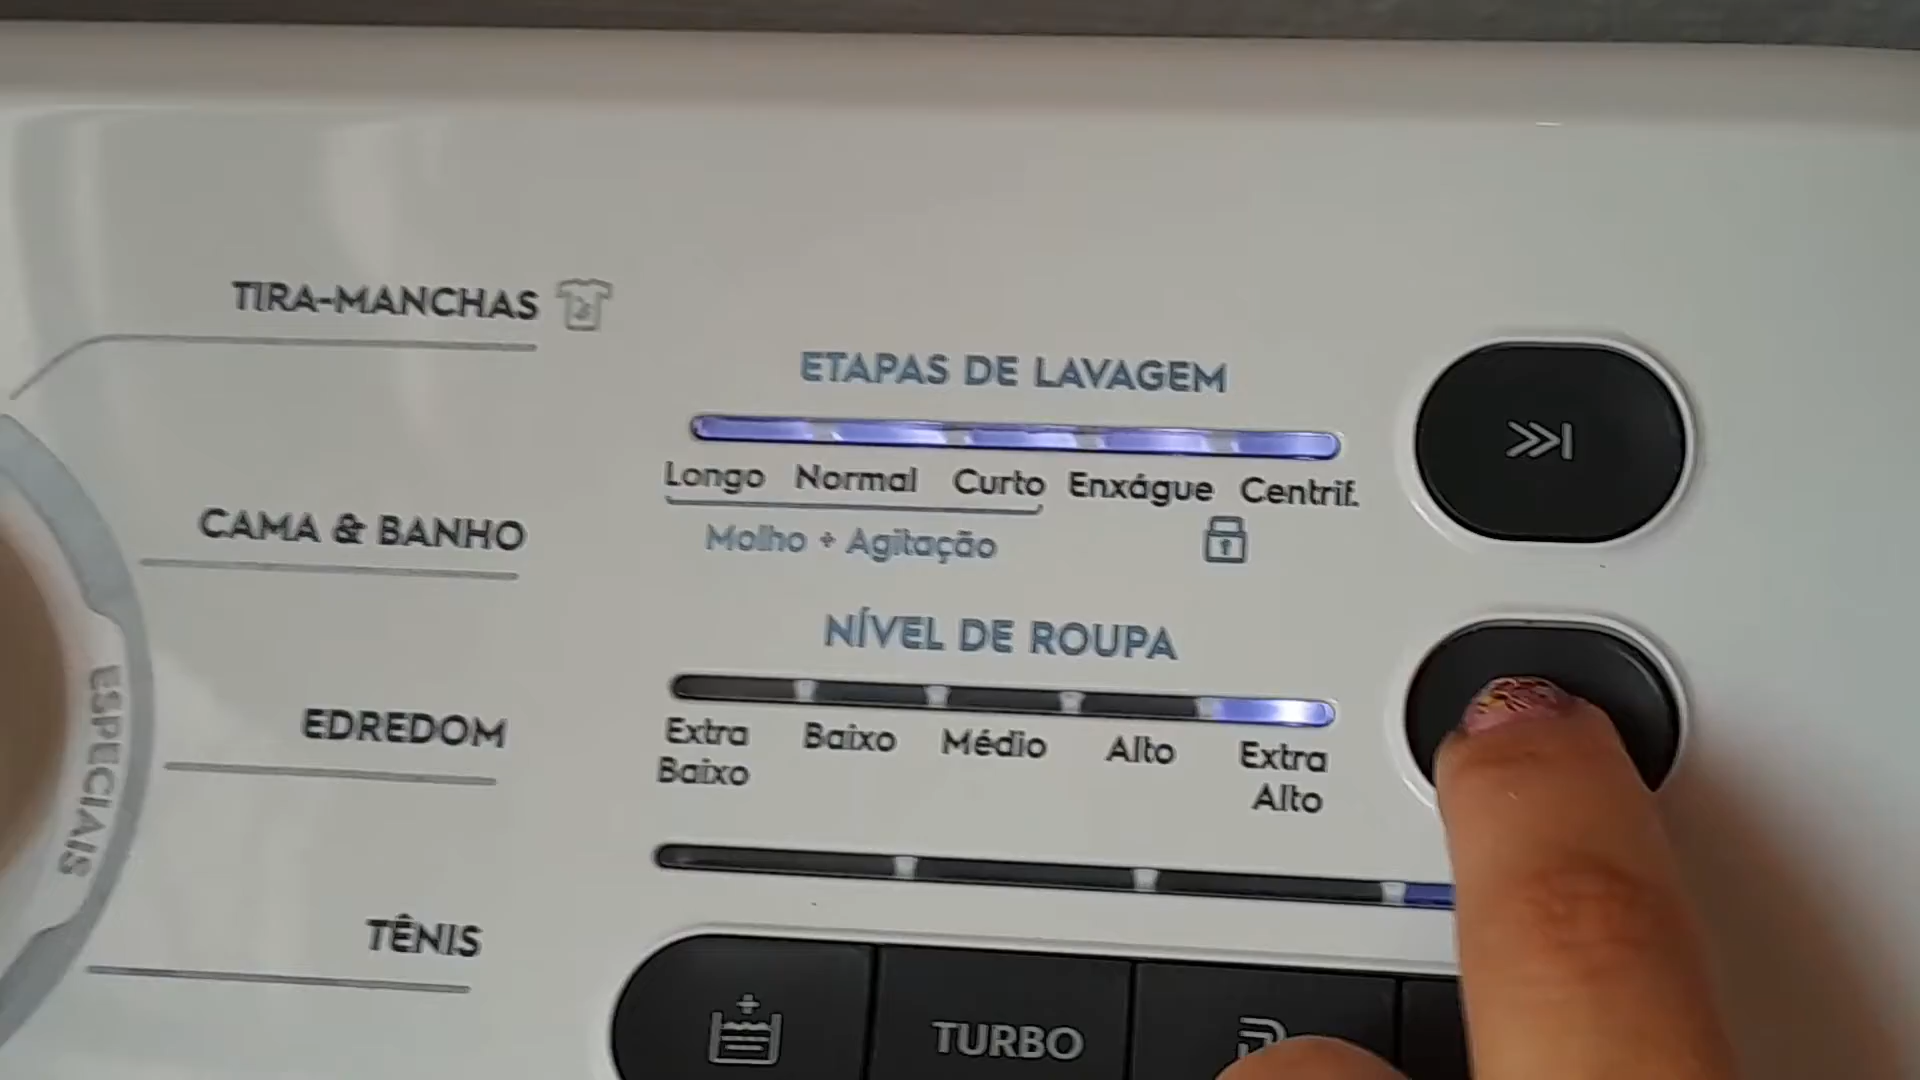 TIRA-MANCHAS
CAMA & BANHO
EDREDOM
TÊNIS
ESPECIAIS
ETAPAS DE LAVAGEM
Longo Normal Curto Enxágue Centrif.
Molho + Agitação
NÍVEL DE ROUPA
Extra Baixo Baixo Médio Alto Extra Alto
TURBO